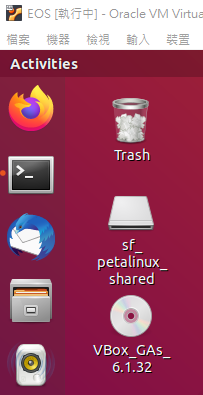 EOS [執行中] - Oracle VM Virtu
檔案 機器 檢視 輸入 裝置
Activities
Trash
sf_
petalinux_
shared
VBox_GAs_
6.1.32